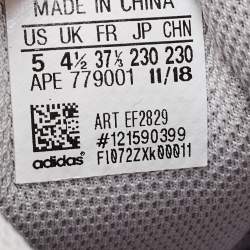 MADE IN CHINA
US UK FR JP CHN
5 4½ 37⅓ 230 230
APE 779001 11/18
ART EF2829
#121590399
adidas F1072ZXk00011